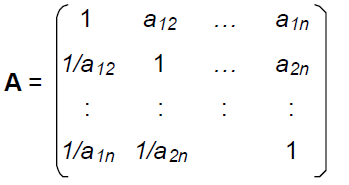 1 a12 … a1n
1/a12 1 … a2n
A =
: : : :
1/a1n 1/a2n 1